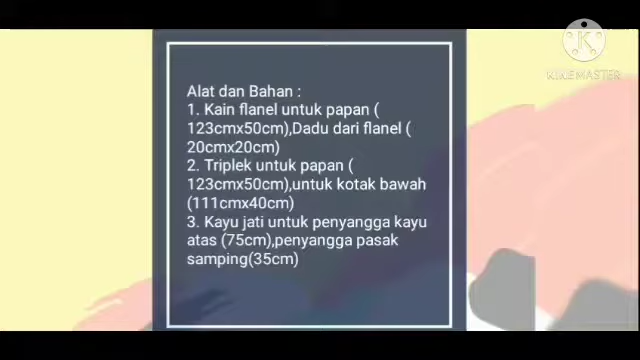 KINEMASTER
Alat dan Bahan :
1. Kain flanel untuk papan (
123cmx50cm),Dadu dari flanel (
20cmx20cm)
2. Triplek untuk papan (
123cmx50cm),untuk kotak bawah
(111cmx40cm)
3. Kayu jati untuk penyangga kayu
atas (75cm),penyangga pasak
samping(35cm)